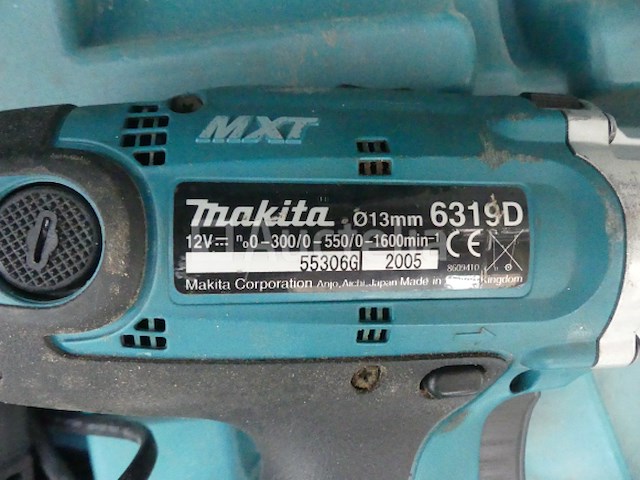 MXT
makita Ø13mm 6319D
12V⎓ n₀0-300/0-550/0-1600min⁻¹ CE
55306G 2005
8609410
Makita Corporation Anjo, Aichi, Japan Made in Kingdom